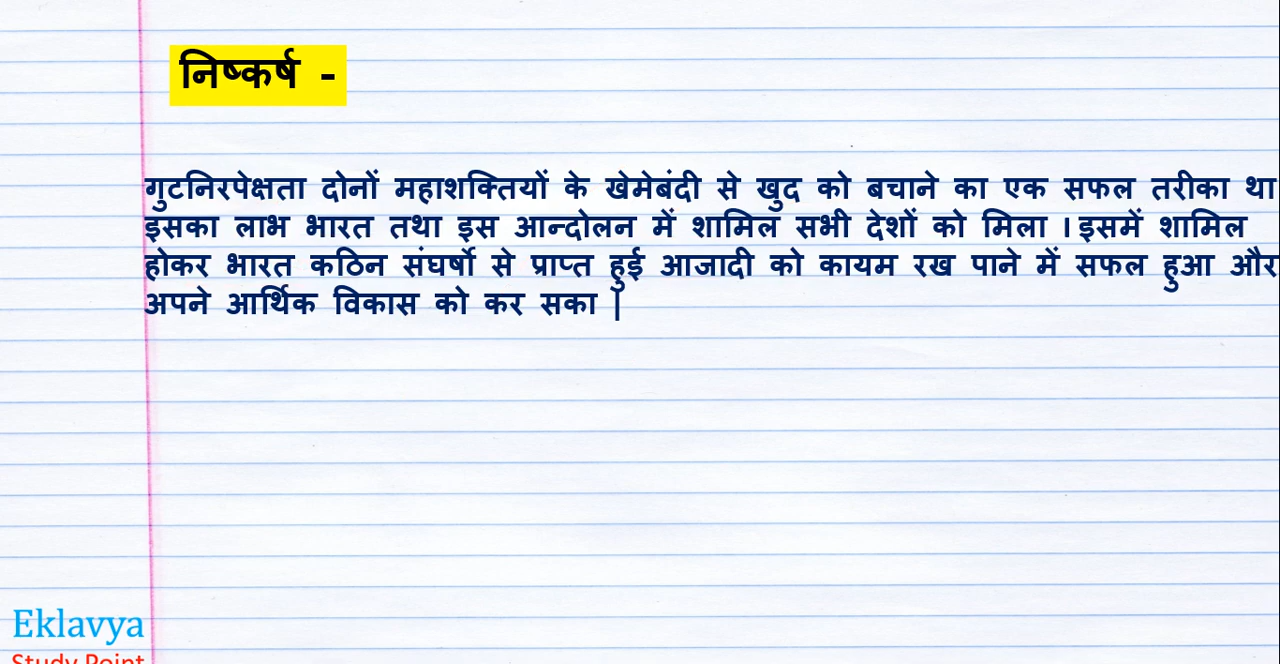 निष्कर्ष -
गुटनिरपेक्षता दोनों महाशक्तियों के खेमेबंदी से खुद को बचाने का एक सफल तरीका था
इसका लाभ भारत तथा इस आन्दोलन में शामिल सभी देशों को मिला । इसमें शामिल
होकर भारत कठिन संघर्षो से प्राप्त हुई आजादी को कायम रख पाने में सफल हुआ और
अपने आर्थिक विकास को कर सका |
Eklavya
Study Point